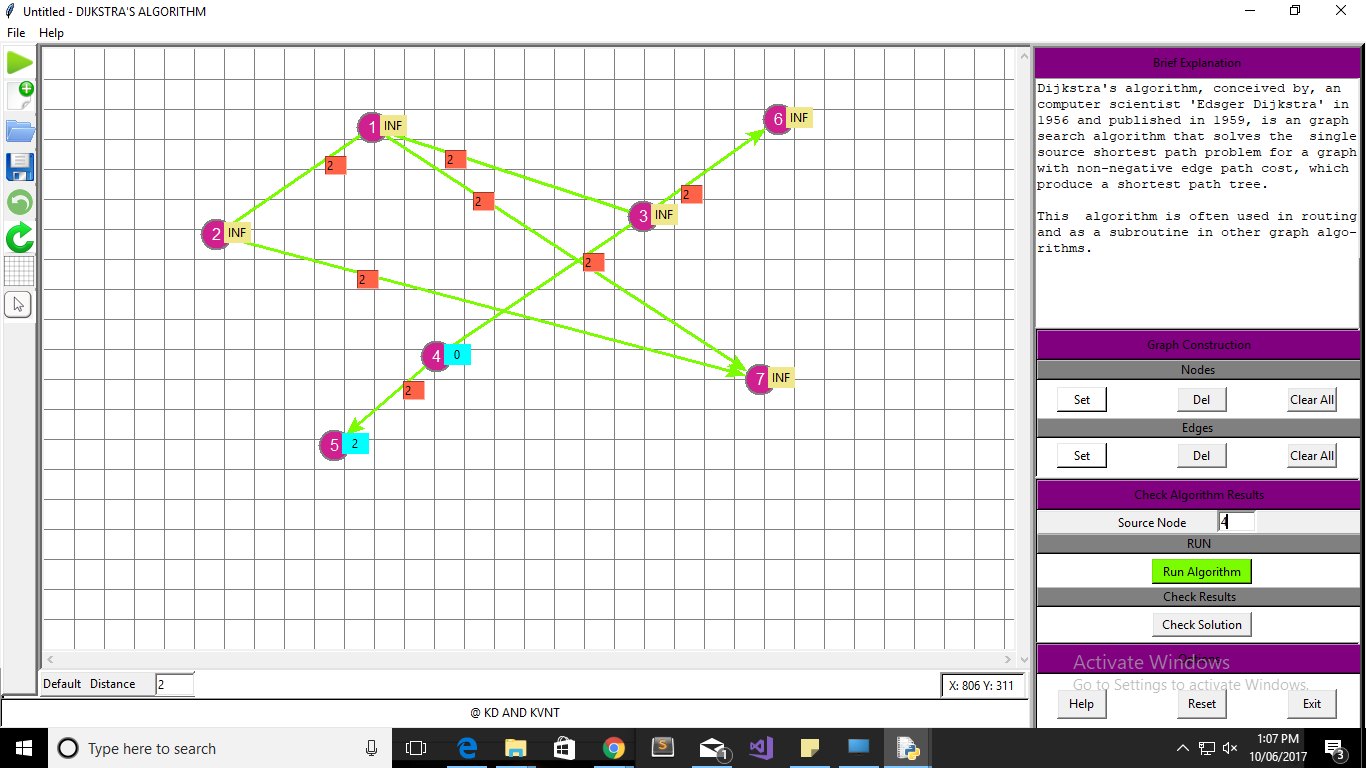 Untitled - DIJKSTRA'S ALGORITHM
File Help
1 INF
2
2
2
2 INF
2
3 INF
2
2
6 INF
4 0
2
5 2
7 INF
Default Distance 2
X: 806 Y: 311
@ KD AND KVNT
Brief Explanation
Dijkstra's algorithm, conceived by, an
computer scientist 'Edsger Dijkstra' in
1956 and published in 1959, is an graph
search algorithm that solves the single
source shortest path problem for a graph
with non-negative edge path cost, which
produce a shortest path tree.
This algorithm is often used in routing
and as a subroutine in other graph algo-
rithms.
Graph Construction
Nodes
Set Del Clear All
Edges
Set Del Clear All
Check Algorithm Results
Source Node 4
RUN
Run Algorithm
Check Results
Check Solution
Activate Windows
Go to Settings to activate Windows.
Help Reset Exit
Type here to search
1
1:07 PM
10/06/2017
3